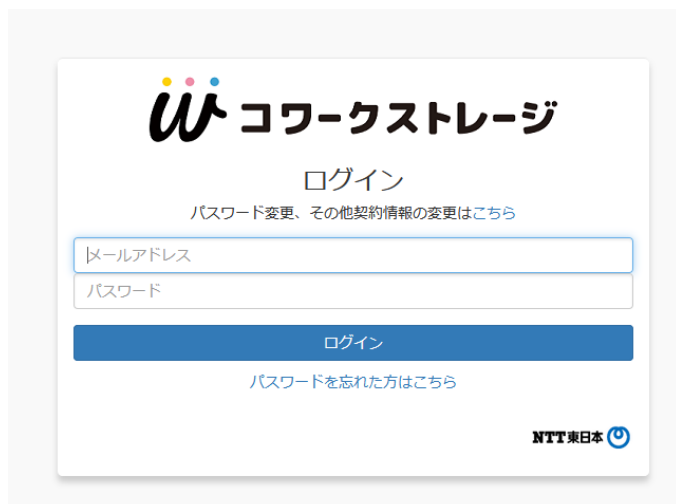 コワークストレージ
ログイン
パスワード変更、その他契約情報の変更はこちら
メールアドレス
パスワード
ログイン
パスワードを忘れた方はこちら
NTT東日本